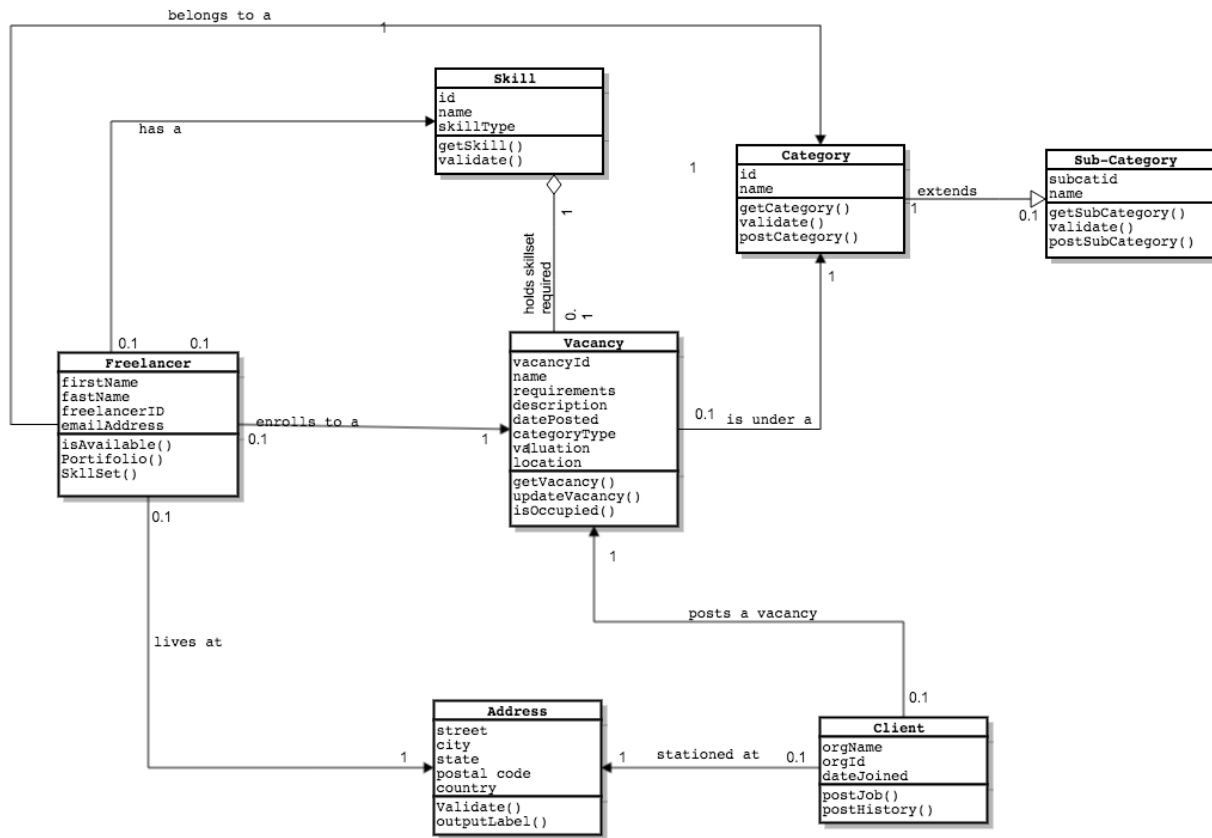 belongs to a
1
Skill
id
name
skillType
getSkill()
validate()
has a
1
Category
id
name
getCategory()
validate()
postCategory()
extends
1
0.1
Sub-Category
subcatid
name
getSubCategory()
validate()
postSubCategory()
1
holds skillset
required
0.
1
1
0.1
0.1
Freelancer
firstName
fastName
freelancerID
emailAddress
isAvailable()
Portifolio()
SkllSet()
enrolls to a
0.1
1
Vacancy
vacancyId
name
requirements
description
datePosted
categoryType
valuation
location
getVacancy()
updateVacancy()
isOccupied()
0.1
is under a
0.1
1
posts a vacancy
lives at
0.1
Address
street
city
state
postal code
country
Validate()
outputLabel()
1
1
stationed at
0.1
Client
orgName
orgId
dateJoined
postJob()
postHistory()